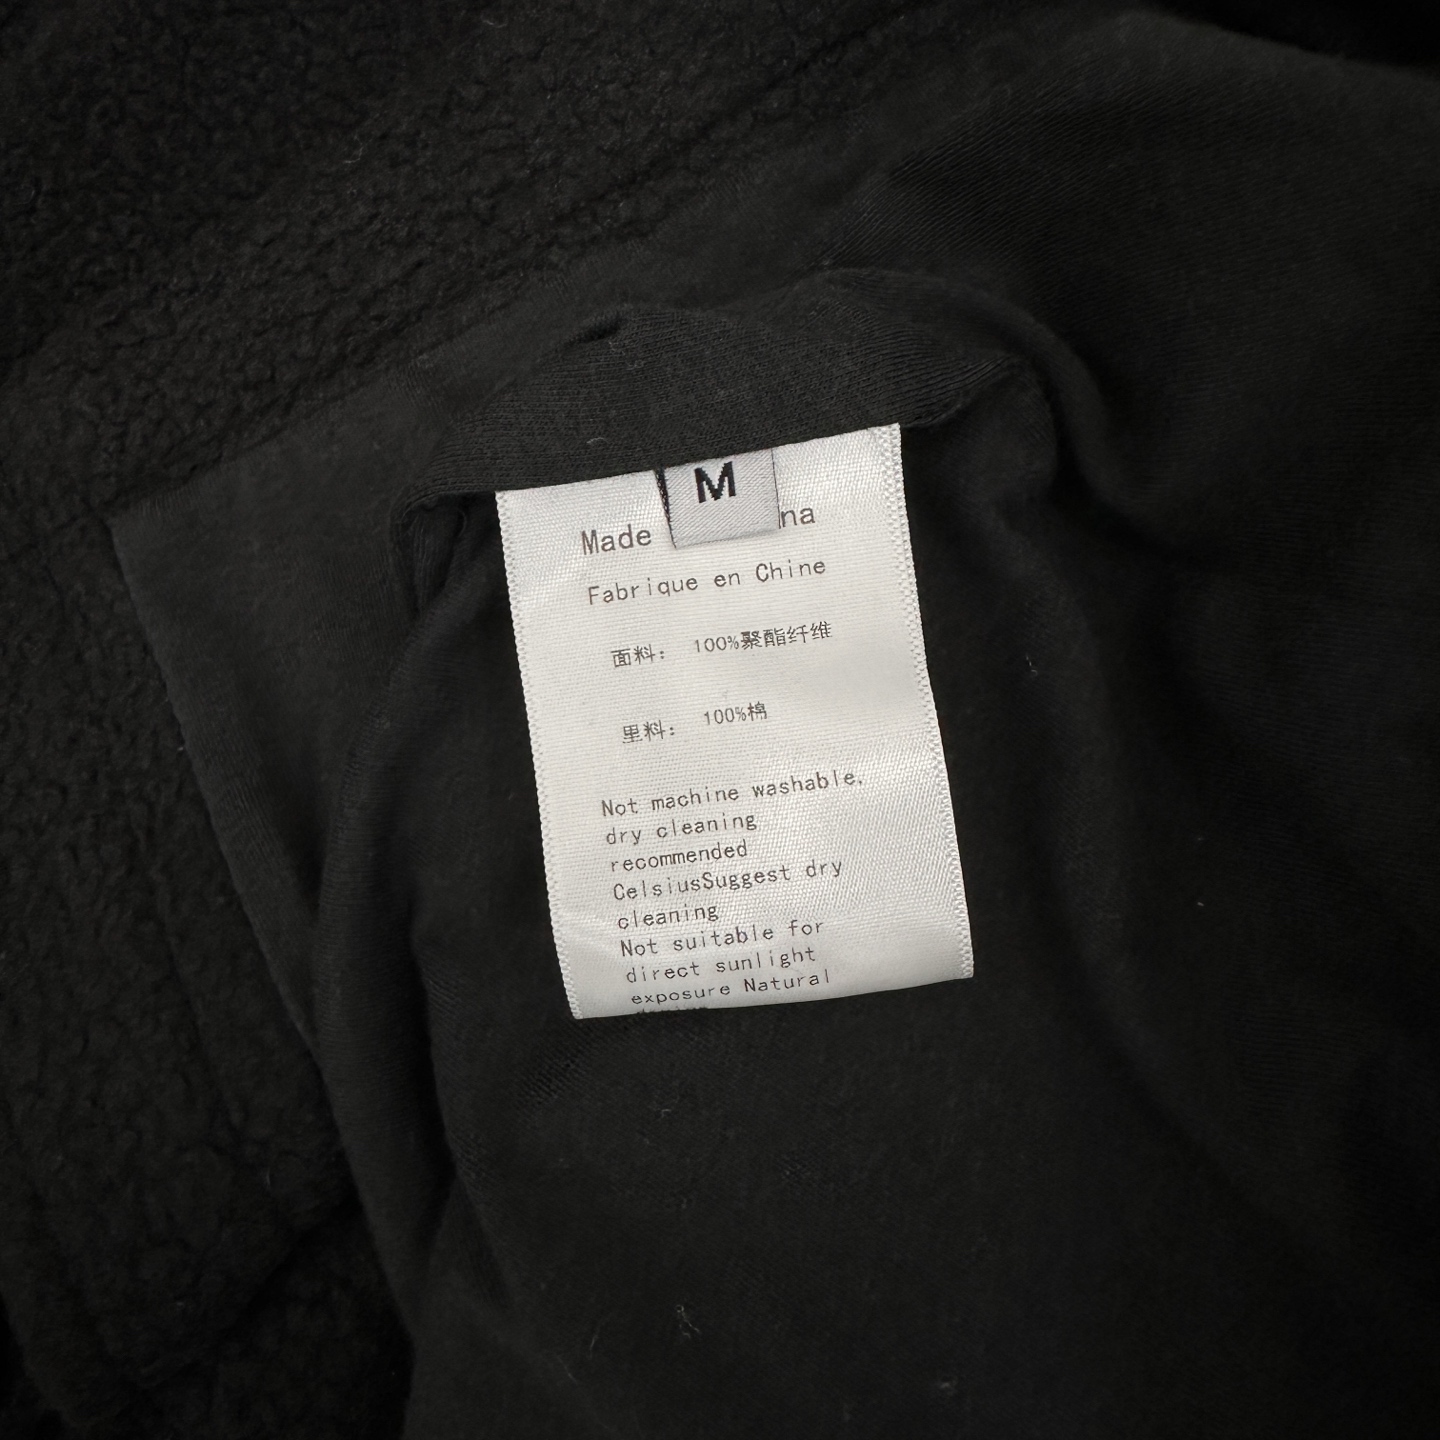 M
Made na
Fabrique en Chine
面料: 100%聚酯纤维
里料: 100%棉
Not machine washable.
dry cleaning
recommended
CelsiusSuggest dry
cleaning
Not suitable for
direct sunlight
exposure Natural